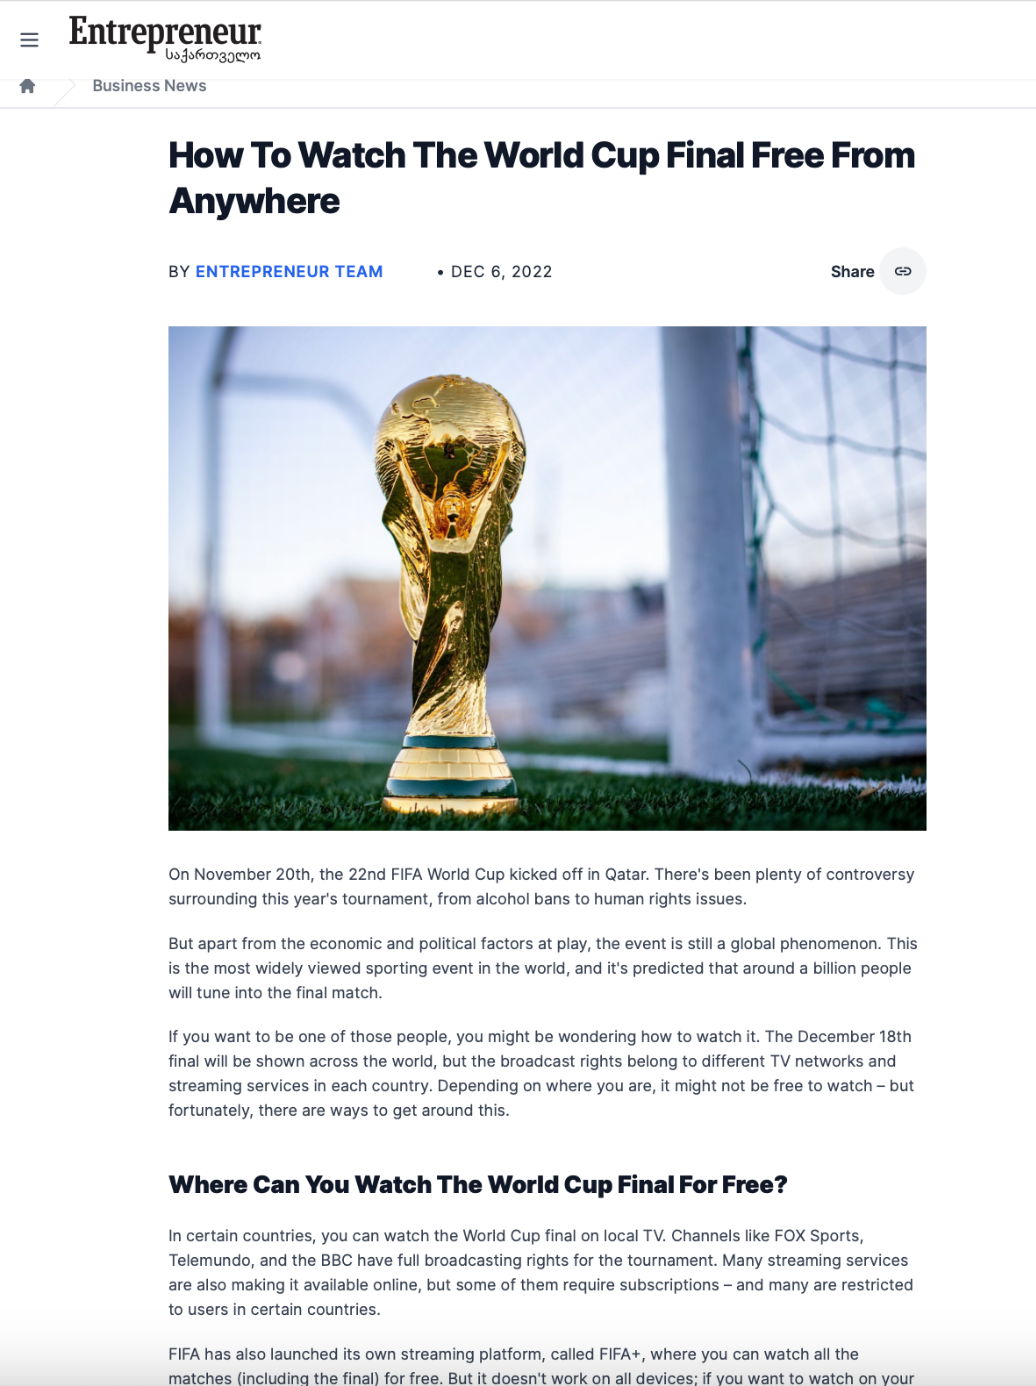 Entrepreneur
საქართველო
Business News
How To Watch The World Cup Final Free From
Anywhere
BY ENTREPRENEUR TEAM • DEC 6, 2022 Share
On November 20th, the 22nd FIFA World Cup kicked off in Qatar. There's been plenty of controversy
surrounding this year's tournament, from alcohol bans to human rights issues.
But apart from the economic and political factors at play, the event is still a global phenomenon. This
is the most widely viewed sporting event in the world, and it's predicted that around a billion people
will tune into the final match.
If you want to be one of those people, you might be wondering how to watch it. The December 18th
final will be shown across the world, but the broadcast rights belong to different TV networks and
streaming services in each country. Depending on where you are, it might not be free to watch – but
fortunately, there are ways to get around this.
Where Can You Watch The World Cup Final For Free?
In certain countries, you can watch the World Cup final on local TV. Channels like FOX Sports,
Telemundo, and the BBC have full broadcasting rights for the tournament. Many streaming services
are also making it available online, but some of them require subscriptions – and many are restricted
to users in certain countries.
FIFA has also launched its own streaming platform, called FIFA+, where you can watch all the
matches (including the final) for free. But it doesn't work on all devices; if you want to watch on your